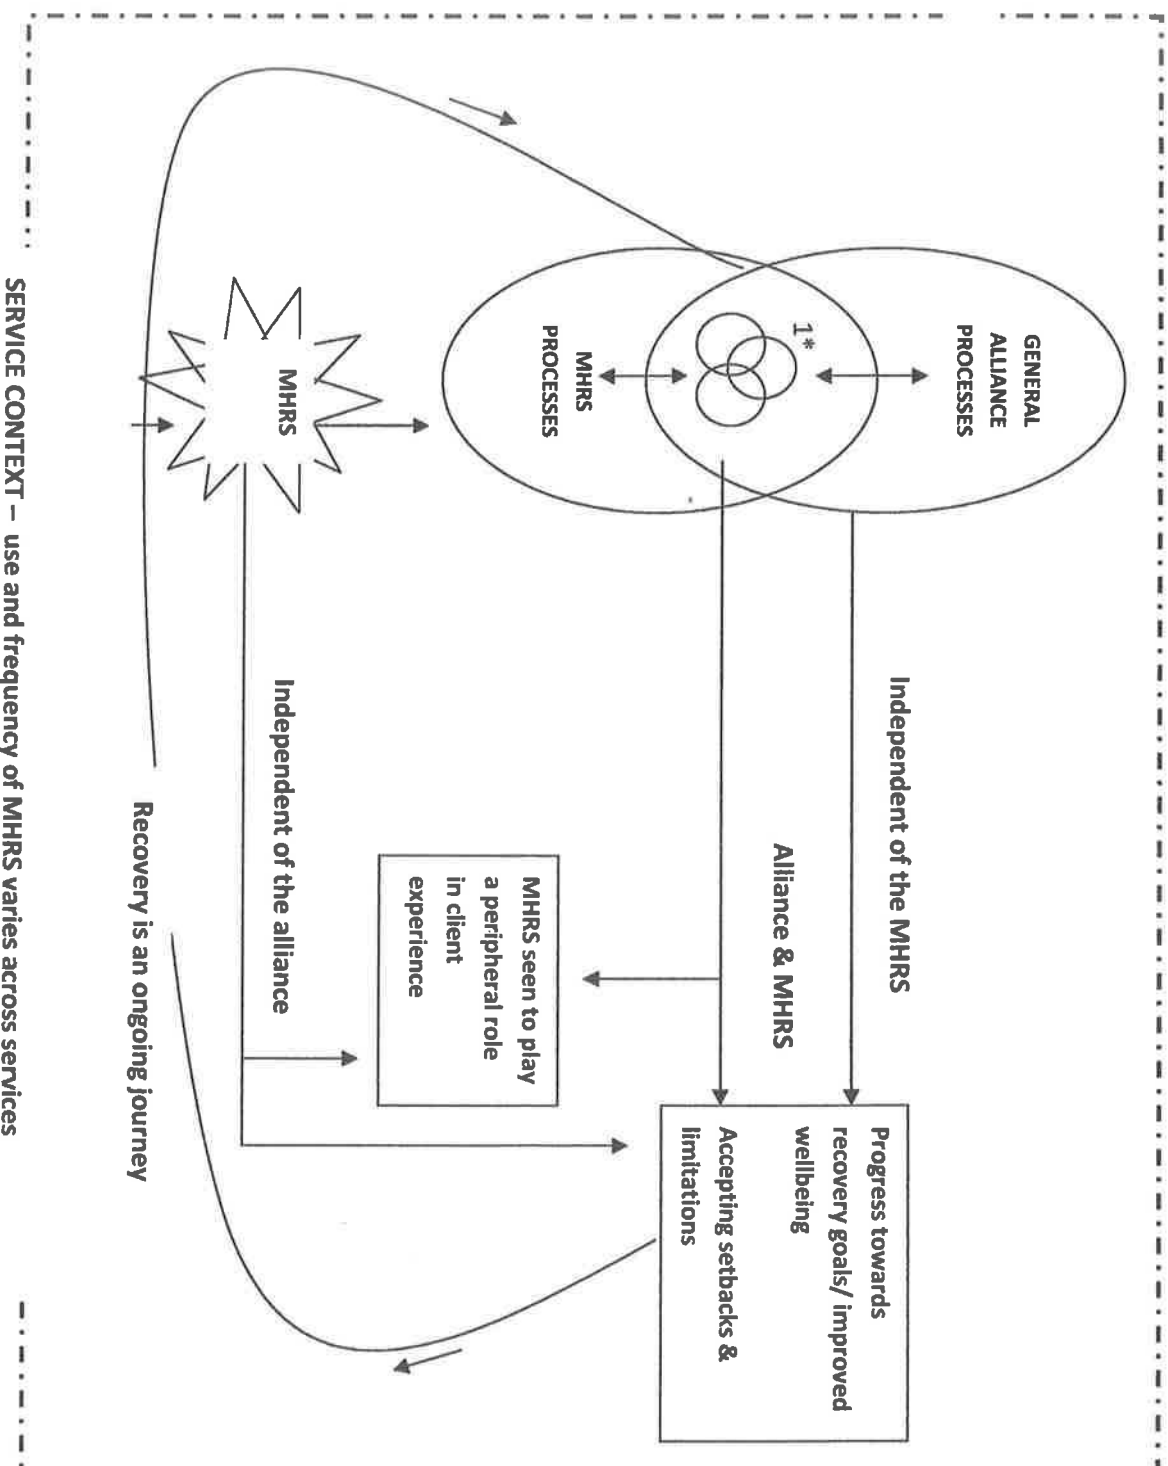 GENERAL
ALLIANCE
PROCESSES
1*
MHRS
PROCESSES
MHRS
Independent of the MHRS
Alliance & MHRS
Independent of the alliance
MHRS seen to play
a peripheral role
in client
experience
Progress towards
recovery goals/ improved
wellbeing
Accepting setbacks &
limitations
Recovery is an ongoing journey
SERVICE CONTEXT – use and frequency of MHRS varies across services